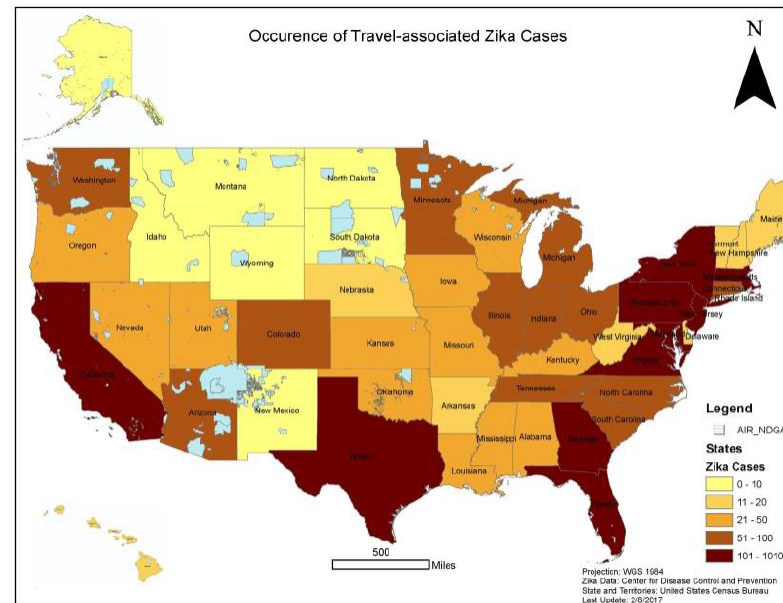 Occurence of Travel-associated Zika Cases
N
Washington
Montana
North Dakota
Minnesota
Michigan
Maine
Oregon
Idaho
South Dakota
Wisconsin
Michigan
Vermont
New Hampshire
Wyoming
Massachusetts
Connecticut
Rhode Island
Iowa
Nebraska
Pennsylvania
New Jersey
Nevada
Utah
Colorado
Illinois
Indiana
Ohio
Delaware
California
Kansas
Missouri
West Virginia
Virginia
Kentucky
Arizona
New Mexico
Oklahoma
Arkansas
Tennessee
North Carolina
South Carolina
Texas
Mississippi
Alabama
Georgia
Louisiana
Legend
AIR_NDGA
States
Zika Cases
0 - 10
11 - 20
21 - 50
51 - 100
101 - 1010
500
Miles
Projection: WGS 1984
Zika Data: Center for Disease Control and Prevention
State and Territories: United States Census Bureau
Last Update: 2/8/2017